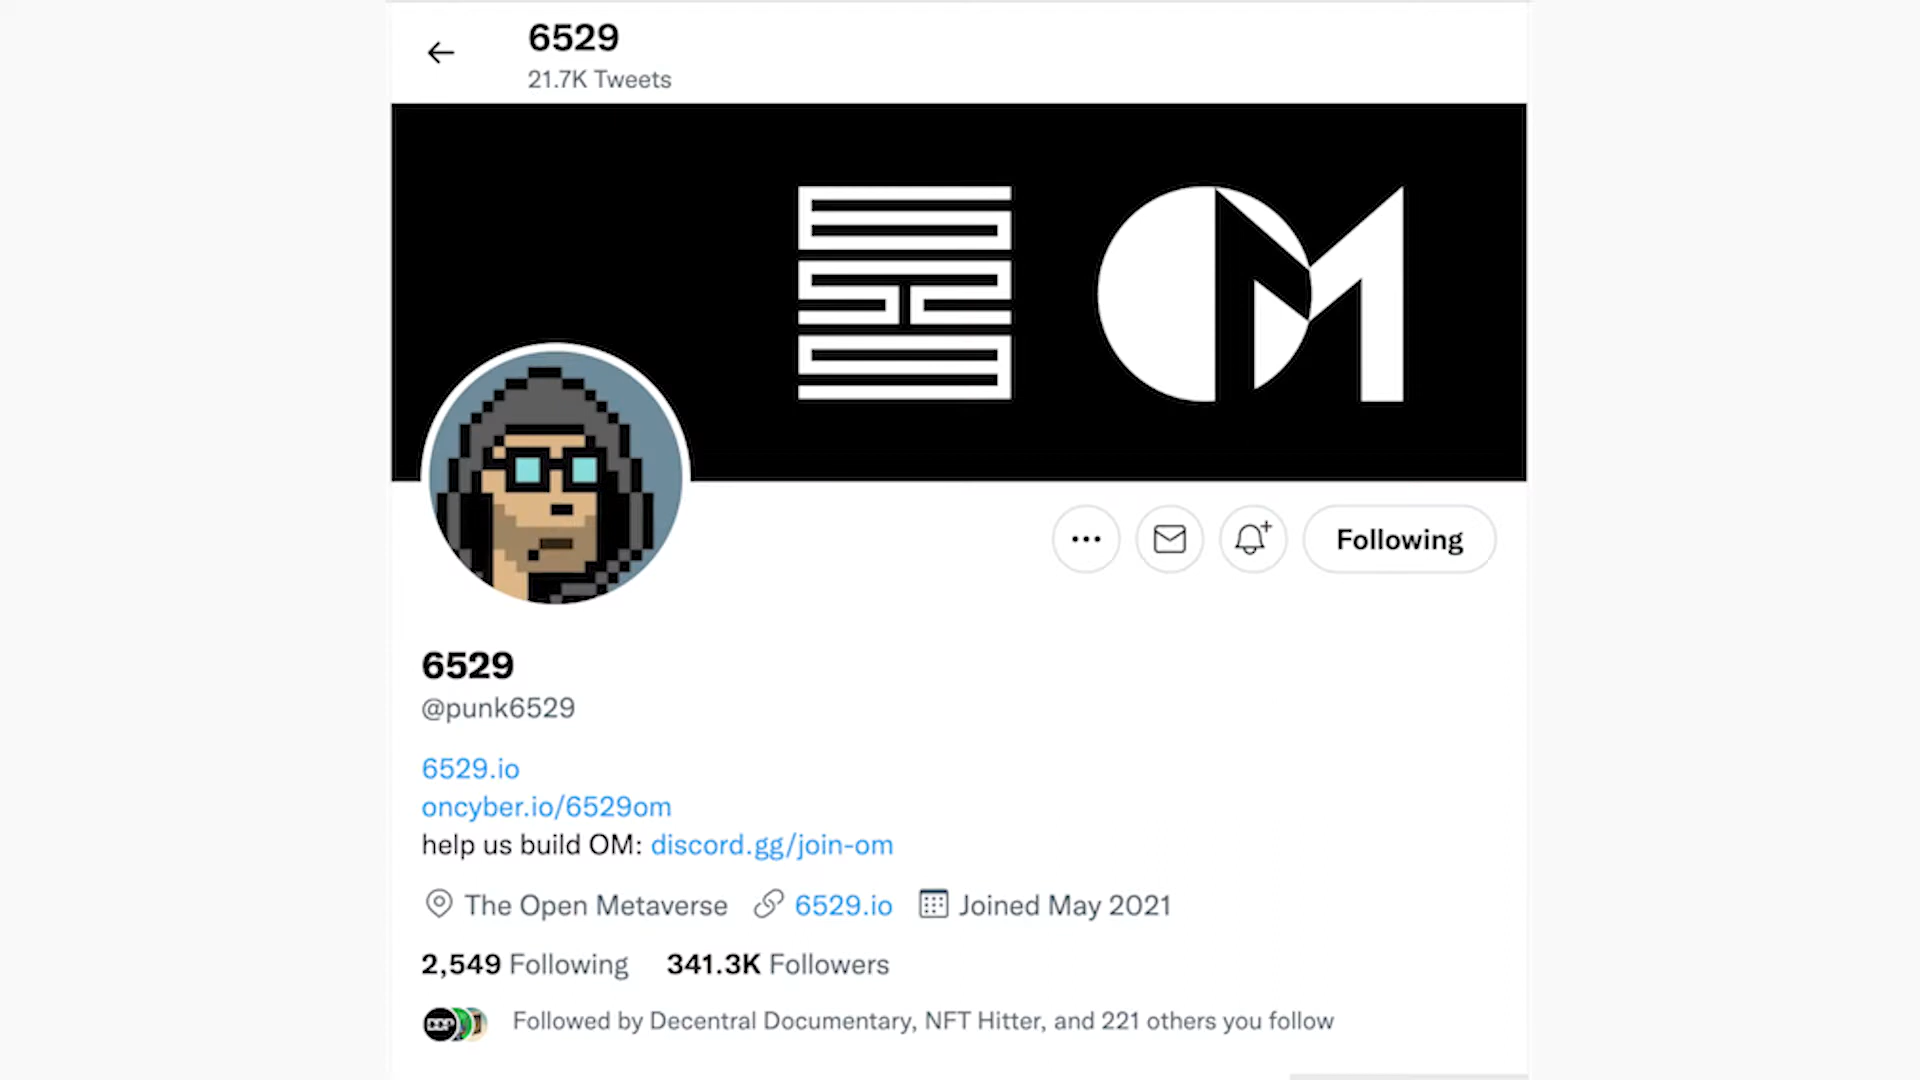 6529
21.7K Tweets
OM
Following
6529
@punk6529
6529.io
oncyber.io/6529om
help us build OM: discord.gg/join-om
The Open Metaverse 6529.io Joined May 2021
2,549 Following 341.3K Followers
Followed by Decentral Documentary, NFT Hitter, and 221 others you follow